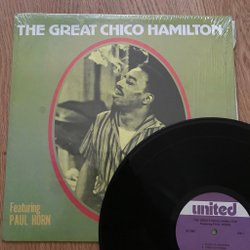 THE GREAT CHICO HAMILTON
Featuring
PAUL HORN
united